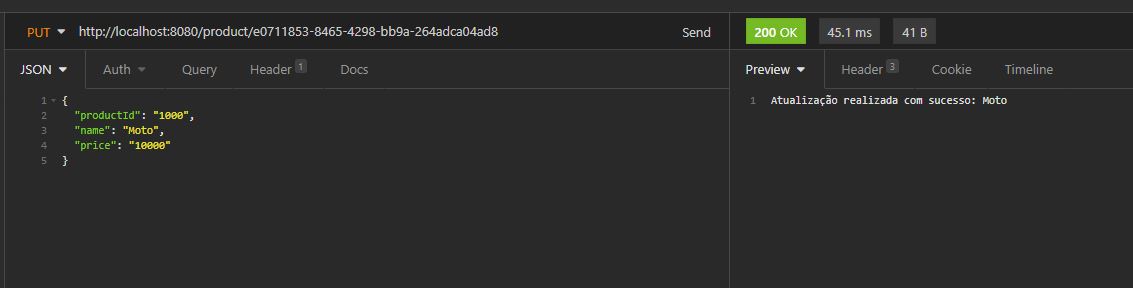 PUT http://localhost:8080/product/e0711853-8465-4298-bb9a-264adca04ad8 Send
200 OK 45.1 ms 41 B
JSON Auth Query Header 1 Docs
Preview Header 3 Cookie Timeline
1 {
2 "productId": "1000",
3 "name": "Moto",
4 "price": "10000"
5 }
1 Atualização realizada com sucesso: Moto